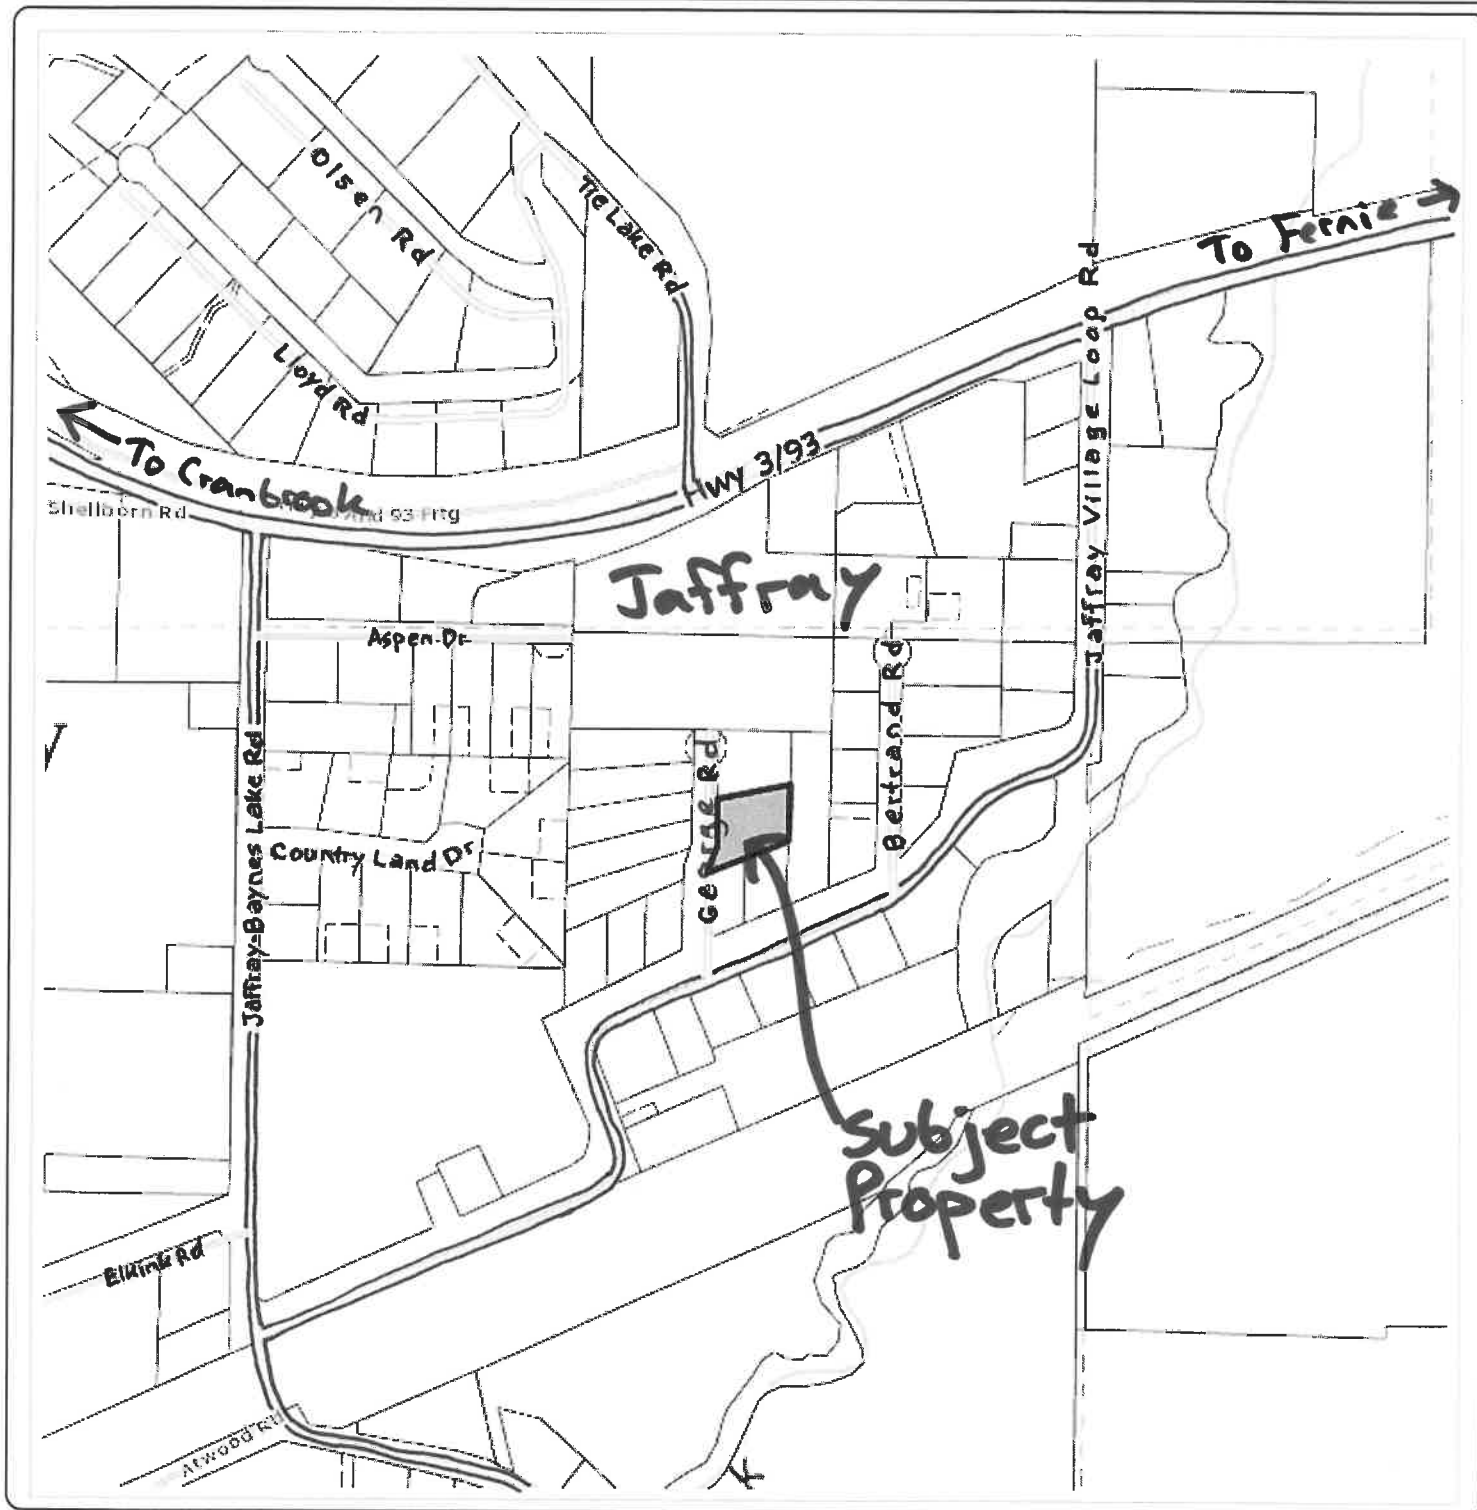 Olsen Rd
Tie Lake Rd
To Fernie
Lloyd Rd
To Cranbrook
Hwy 3/93
Shelborn Rd
Jaffray Village Loop Rd
Jaffray
Aspen Dr
Bertrand Rd
George Rd
Jaffray-Baynes Lake Rd
Country Land Dr
Subject
Property
Elkink Rd
Atwood Rd